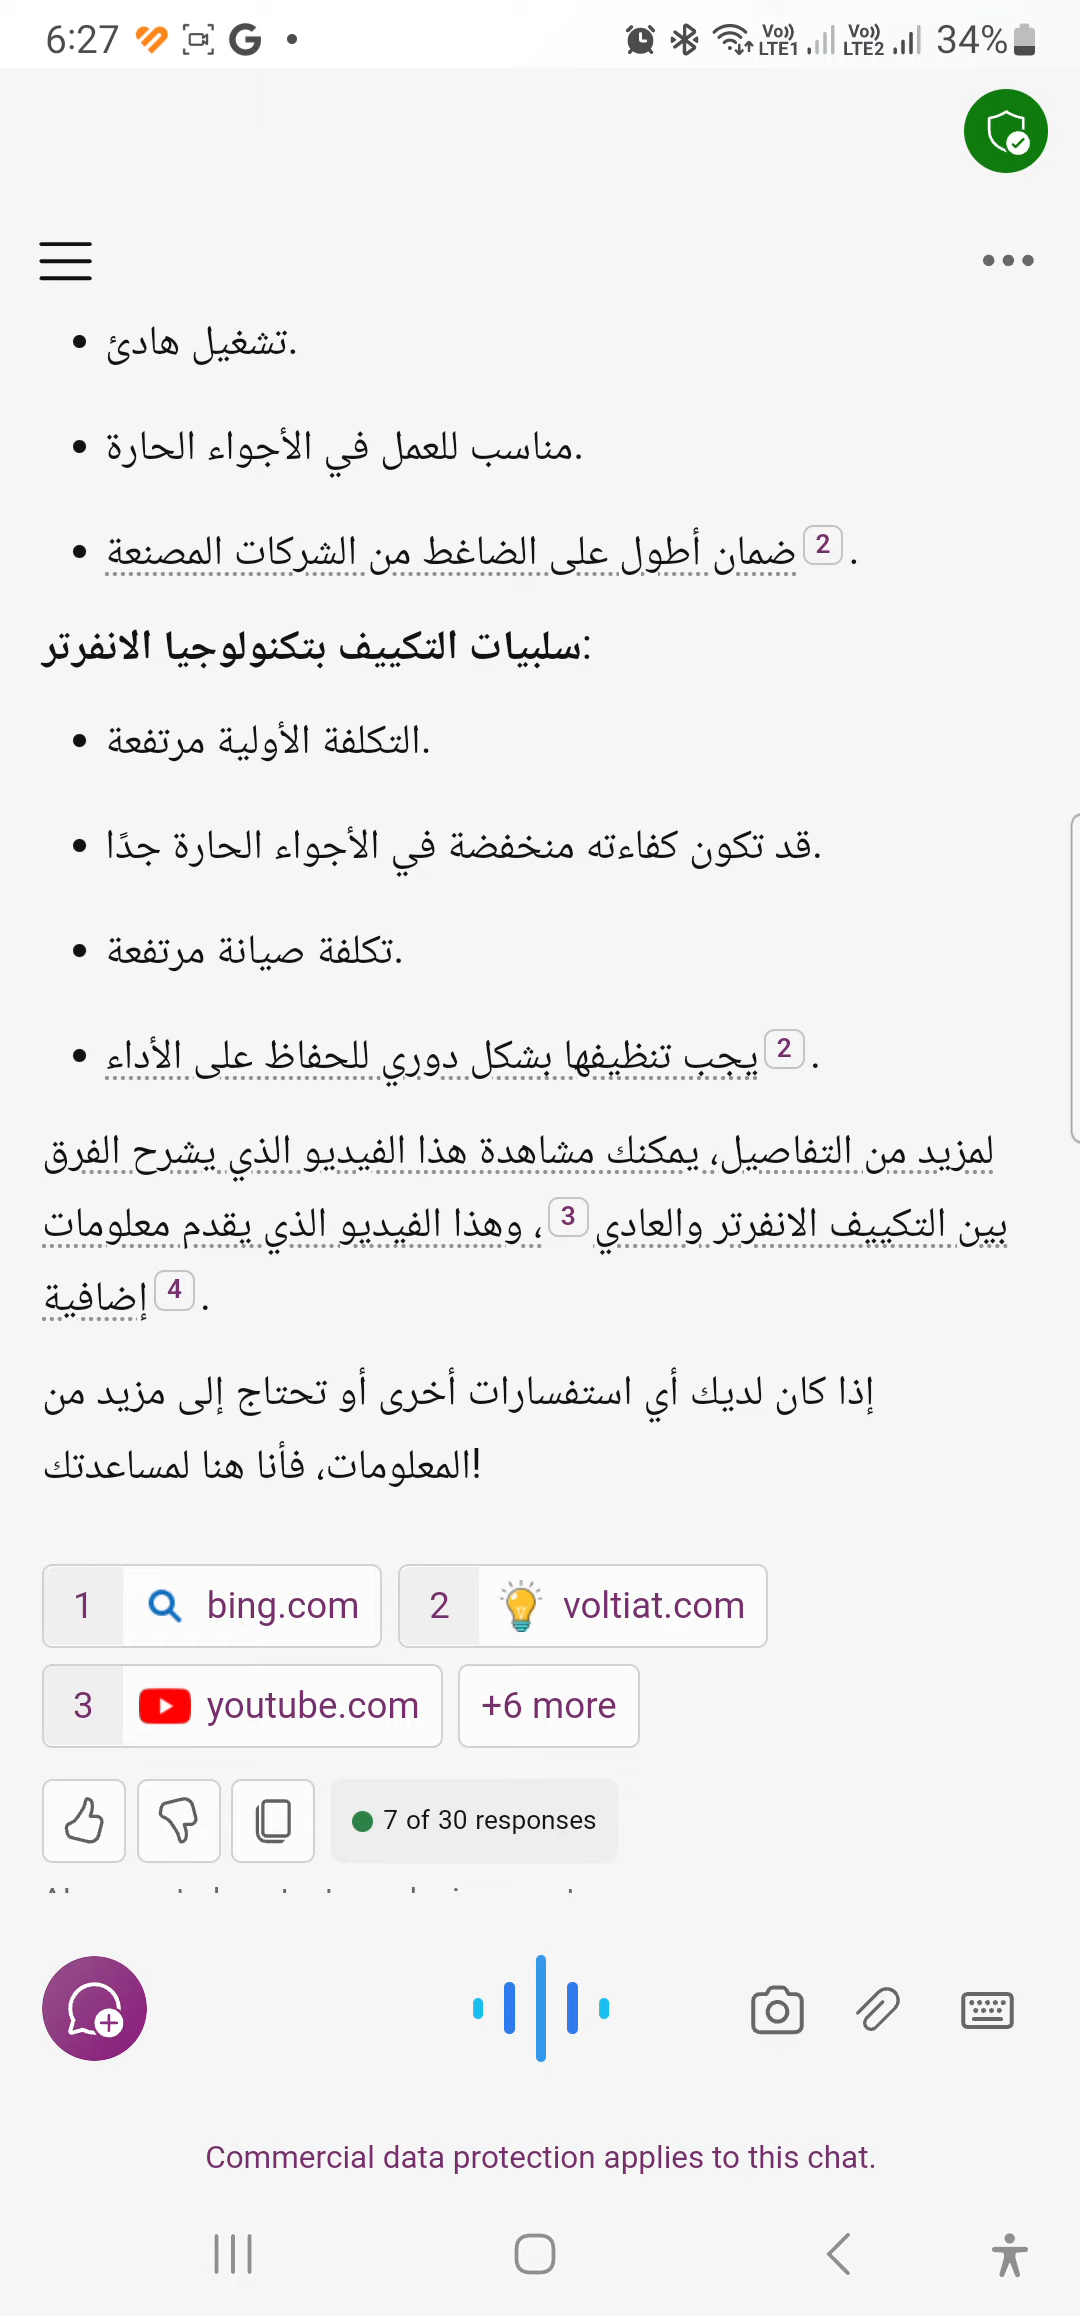 6:27
Vo)) LTE1
Vo)) LTE2
34%
• تشغيل هادئ.
• مناسب للعمل في الأجواء الحارة.
• ضمان أطول على الضاغط من الشركات المصنعة 2 .
سلبيات التكييف بتكنولوجيا الانفرتر:
• التكلفة الأولية مرتفعة.
• قد تكون كفاءته منخفضة في الأجواء الحارة جدًا.
• تكلفة صيانة مرتفعة.
• يجب تنظيفها بشكل دوري للحفاظ على الأداء 2 .
لمزيد من التفاصيل، يمكنك مشاهدة هذا الفيديو الذي يشرح الفرق
بين التكييف الانفرتر والعادي 3 ، وهذا الفيديو الذي يقدم معلومات
إضافية 4 .
إذا كان لديك أي استفسارات أخرى أو تحتاج إلى مزيد من
المعلومات، فأنا هنا لمساعدتك!
1 bing.com 2 voltiat.com
3 youtube.com +6 more
7 of 30 responses
Commercial data protection applies to this chat.